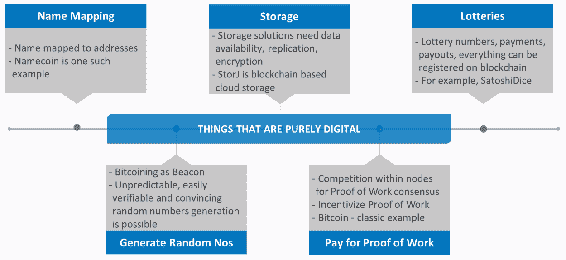 Name Mapping
- Name mapped to addresses
- Namecoin is one such
example
Storage
- Storage solutions need data
availability, replication,
encryption
- StorJ is blockchain based
cloud storage
Lotteries
- Lottery numbers, payments,
payouts, everything can be
registered on blockchain
- For example, SatoshiDice
THINGS THAT ARE PURELY DIGITAL
- Bitcoining as Beacon
- Unpredictable, easily
verifiable and convincing
random numbers generation
is possible
Generate Random Nos
- Competition within nodes
for Proof of Work consensus
- Incentivize Proof of Work
- Bitcoin - classic example
Pay for Proof of Work